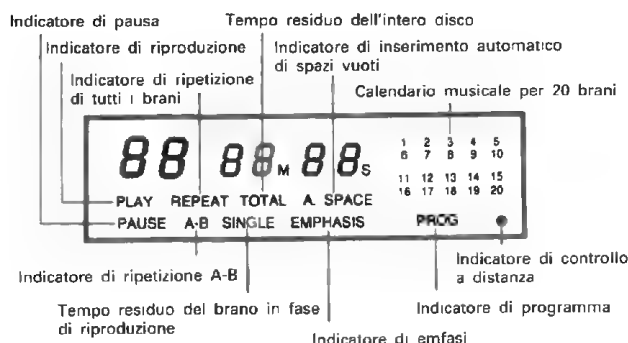 Indicatore di pausa
Tempo residuo dell'intero disco
Indicatore di riproduzione
Indicatore di inserimento automatico
di spazi vuoti
Indicatore di ripetizione
di tutti i brani
Calendario musicale per 20 brani
88 88M 88S
1 2 3 4 5
6 7 8 9 10
11 12 13 14 15
16 17 18 19 20
PLAY REPEAT TOTAL A. SPACE
PAUSE A-B SINGLE EMPHASIS PROG
Indicatore di ripetizione A-B
Indicatore di controllo
a distanza
Tempo residuo del brano in fase
di riproduzione
Indicatore di programma
Indicatore di emfasi